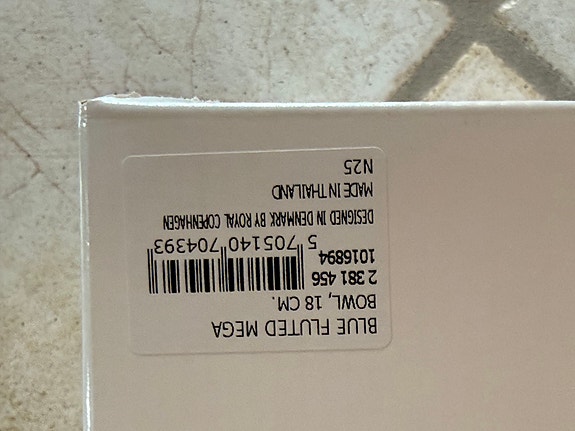 BLUE FLUTED MEGA
BOWL, 18 CM.
2 381 456
1016894
5 705140 704393
DESIGNED IN DENMARK BY ROYAL COPENHAGEN
MADE IN THAILAND
N25